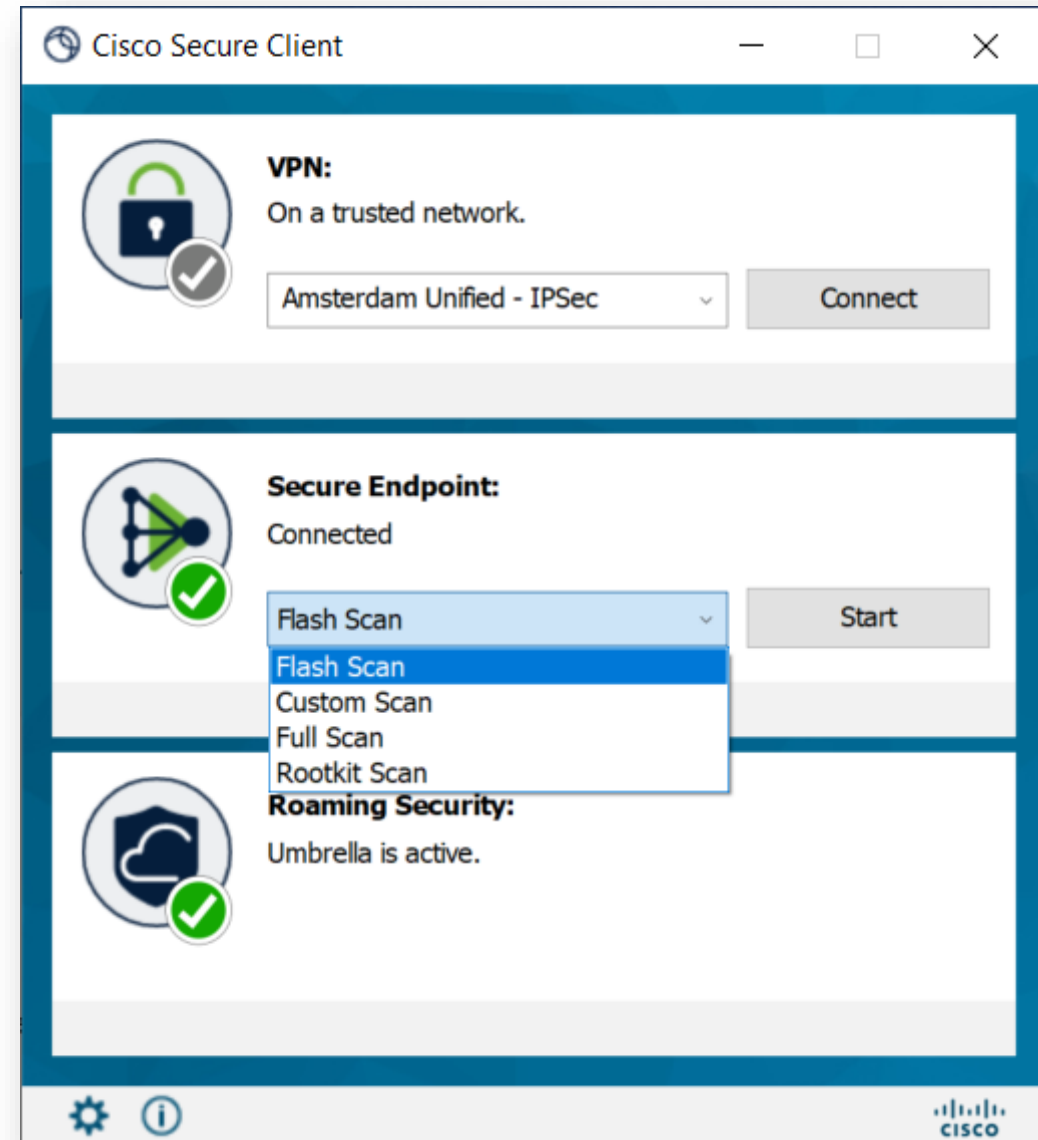 Cisco Secure Client
VPN:
On a trusted network.
Amsterdam Unified - IPSec
Connect
Secure Endpoint:
Connected
Flash Scan
Start
Flash Scan
Custom Scan
Full Scan
Rootkit Scan
Roaming Security:
Umbrella is active.
CISCO